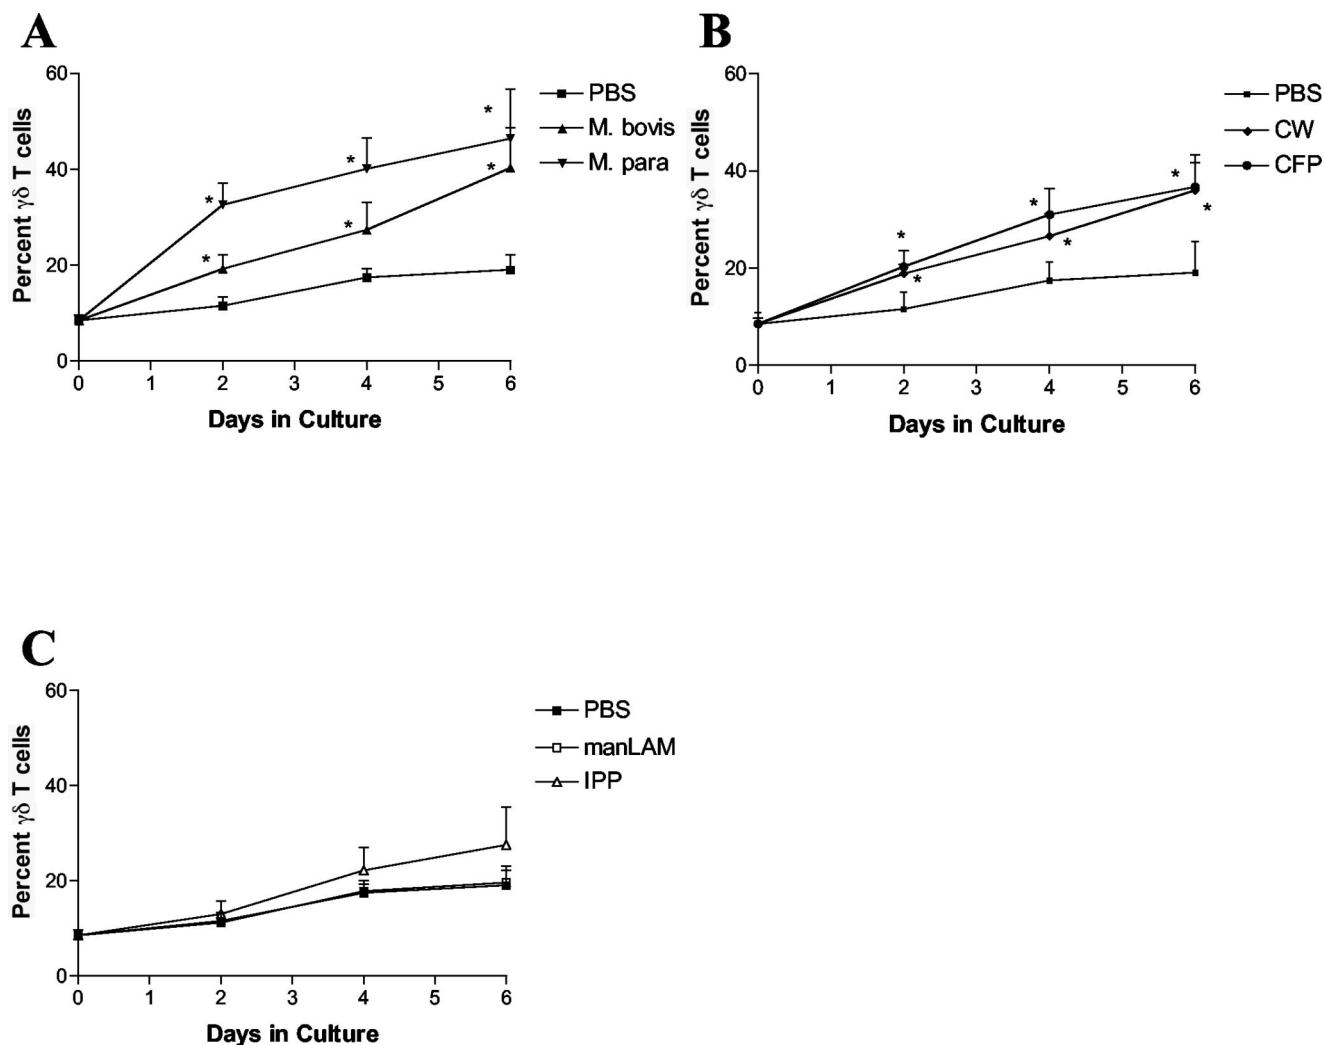 A
60
40
20
0
Percent γδ T cells
0 1 2 3 4 5 6
Days in Culture
PBS
M. bovis
M. para
* * *
* * *
B
60
40
20
0
Percent γδ T cells
0 1 2 3 4 5 6
Days in Culture
PBS
CW
CFP
* * *
* * *
C
60
40
20
0
Percent γδ T cells
0 1 2 3 4 5 6
Days in Culture
PBS
manLAM
IPP